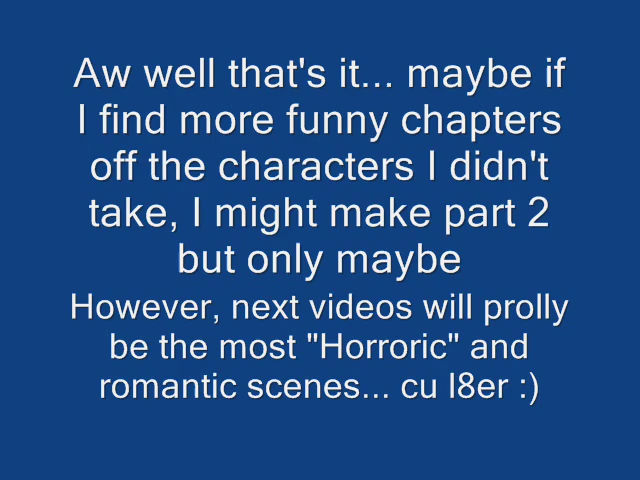 Aw well that's it... maybe if
I find more funny chapters
off the characters I didn't
take, I might make part 2
but only maybe
However, next videos will prolly
be the most "Horroric" and
romantic scenes... cu l8er :)